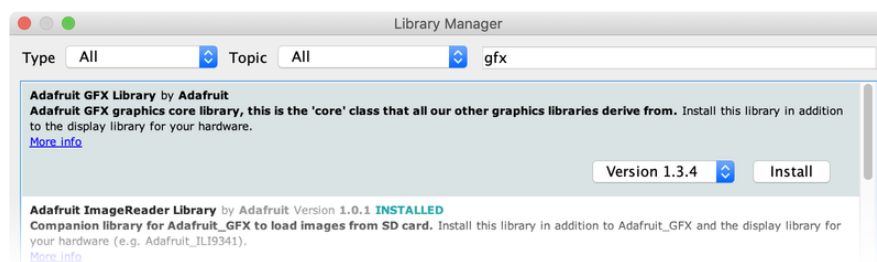 Library Manager
Type All Topic All gfx
Adafruit GFX Library by Adafruit
Adafruit GFX graphics core library, this is the 'core' class that all our other graphics libraries derive from. Install this library in addition
to the display library for your hardware.
More info
Version 1.3.4 Install
Adafruit ImageReader Library by Adafruit Version 1.0.1 INSTALLED
Companion library for Adafruit_GFX to load images from SD card. Install this library in addition to Adafruit_GFX and the display library for
your hardware (e.g. Adafruit_ILI9341).
More info